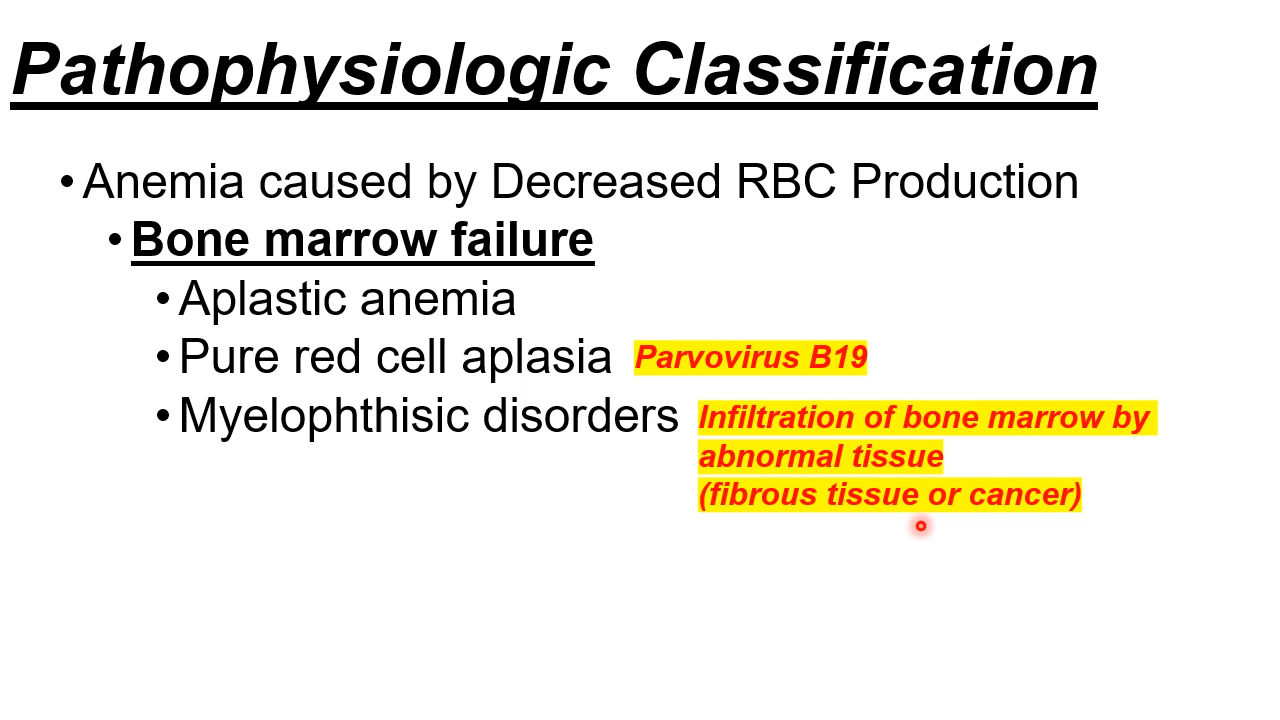 Pathophysiologic Classification
• Anemia caused by Decreased RBC Production
• Bone marrow failure
• Aplastic anemia
• Pure red cell aplasia Parvovirus B19
• Myelophthisic disorders Infiltration of bone marrow by
abnormal tissue
(fibrous tissue or cancer)